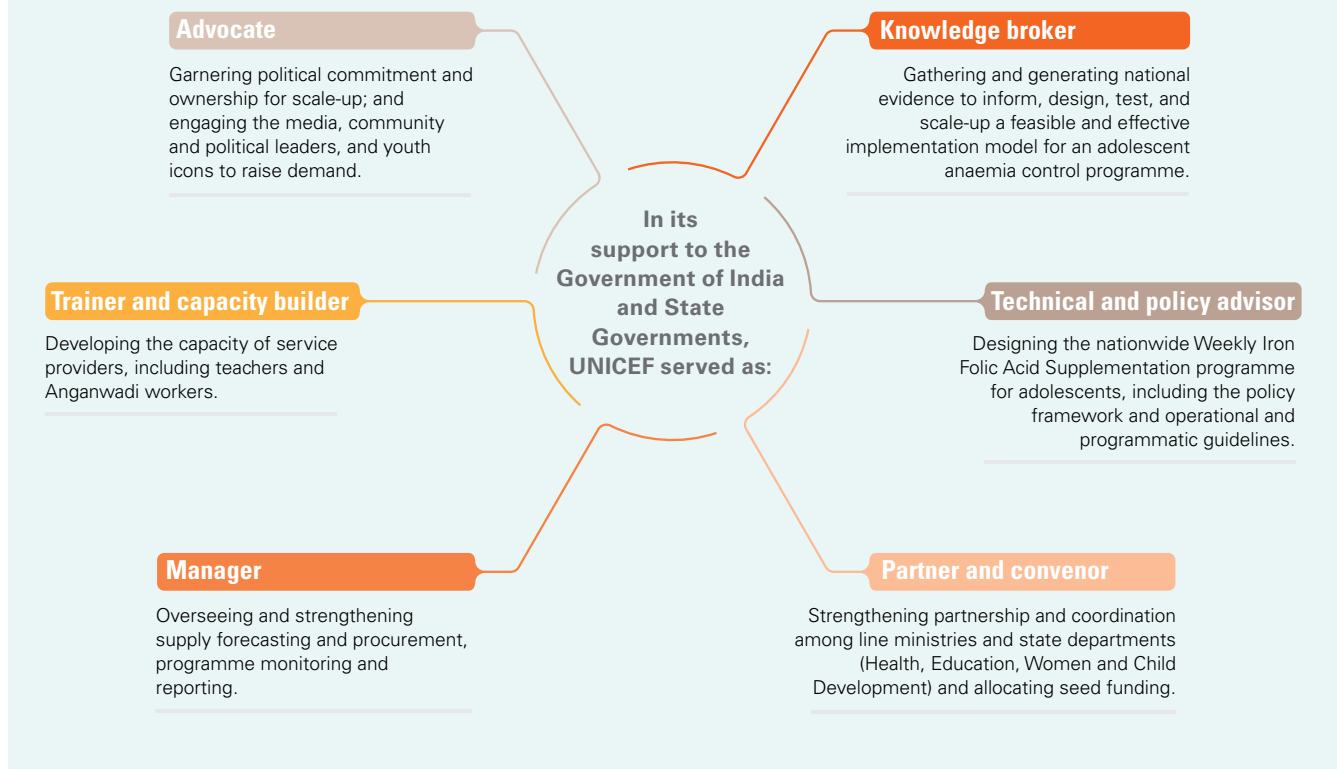 Advocate
Garnering political commitment and
ownership for scale-up; and
engaging the media, community
and political leaders, and youth
icons to raise demand.
Knowledge broker
Gathering and generating national
evidence to inform, design, test, and
scale-up a feasible and effective
implementation model for an adolescent
anaemia control programme.
In its
support to the
Government of India
and State
Governments,
UNICEF served as:
Trainer and capacity builder
Developing the capacity of service
providers, including teachers and
Anganwadi workers.
Technical and policy advisor
Designing the nationwide Weekly Iron
Folic Acid Supplementation programme
for adolescents, including the policy
framework and operational and
programmatic guidelines.
Manager
Overseeing and strengthening
supply forecasting and procurement,
programme monitoring and
reporting.
Partner and convenor
Strengthening partnership and coordination
among line ministries and state departments
(Health, Education, Women and Child
Development) and allocating seed funding.